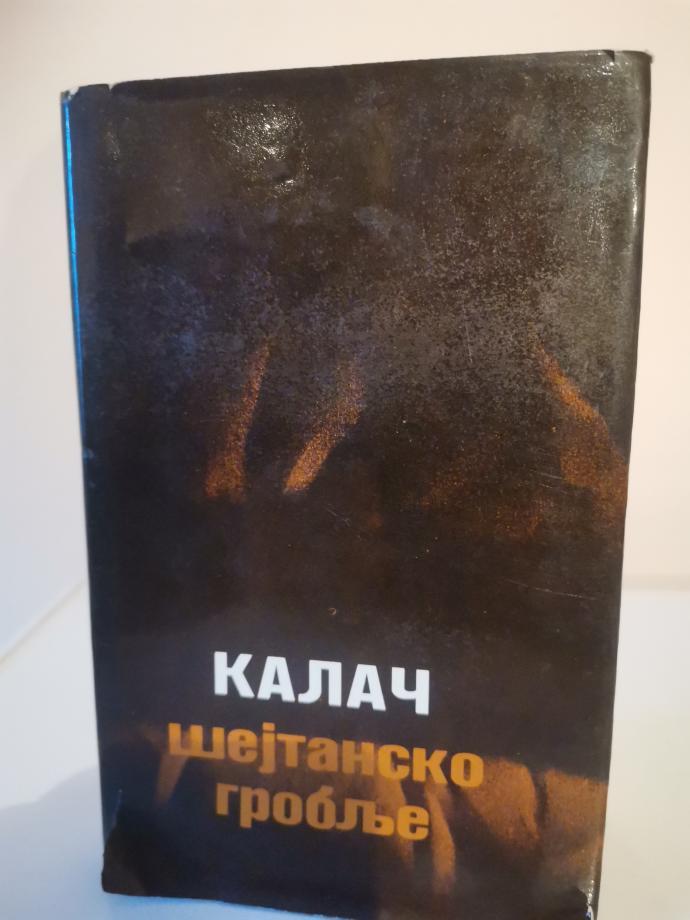 КАЛАЧ
шејтанско
гробље